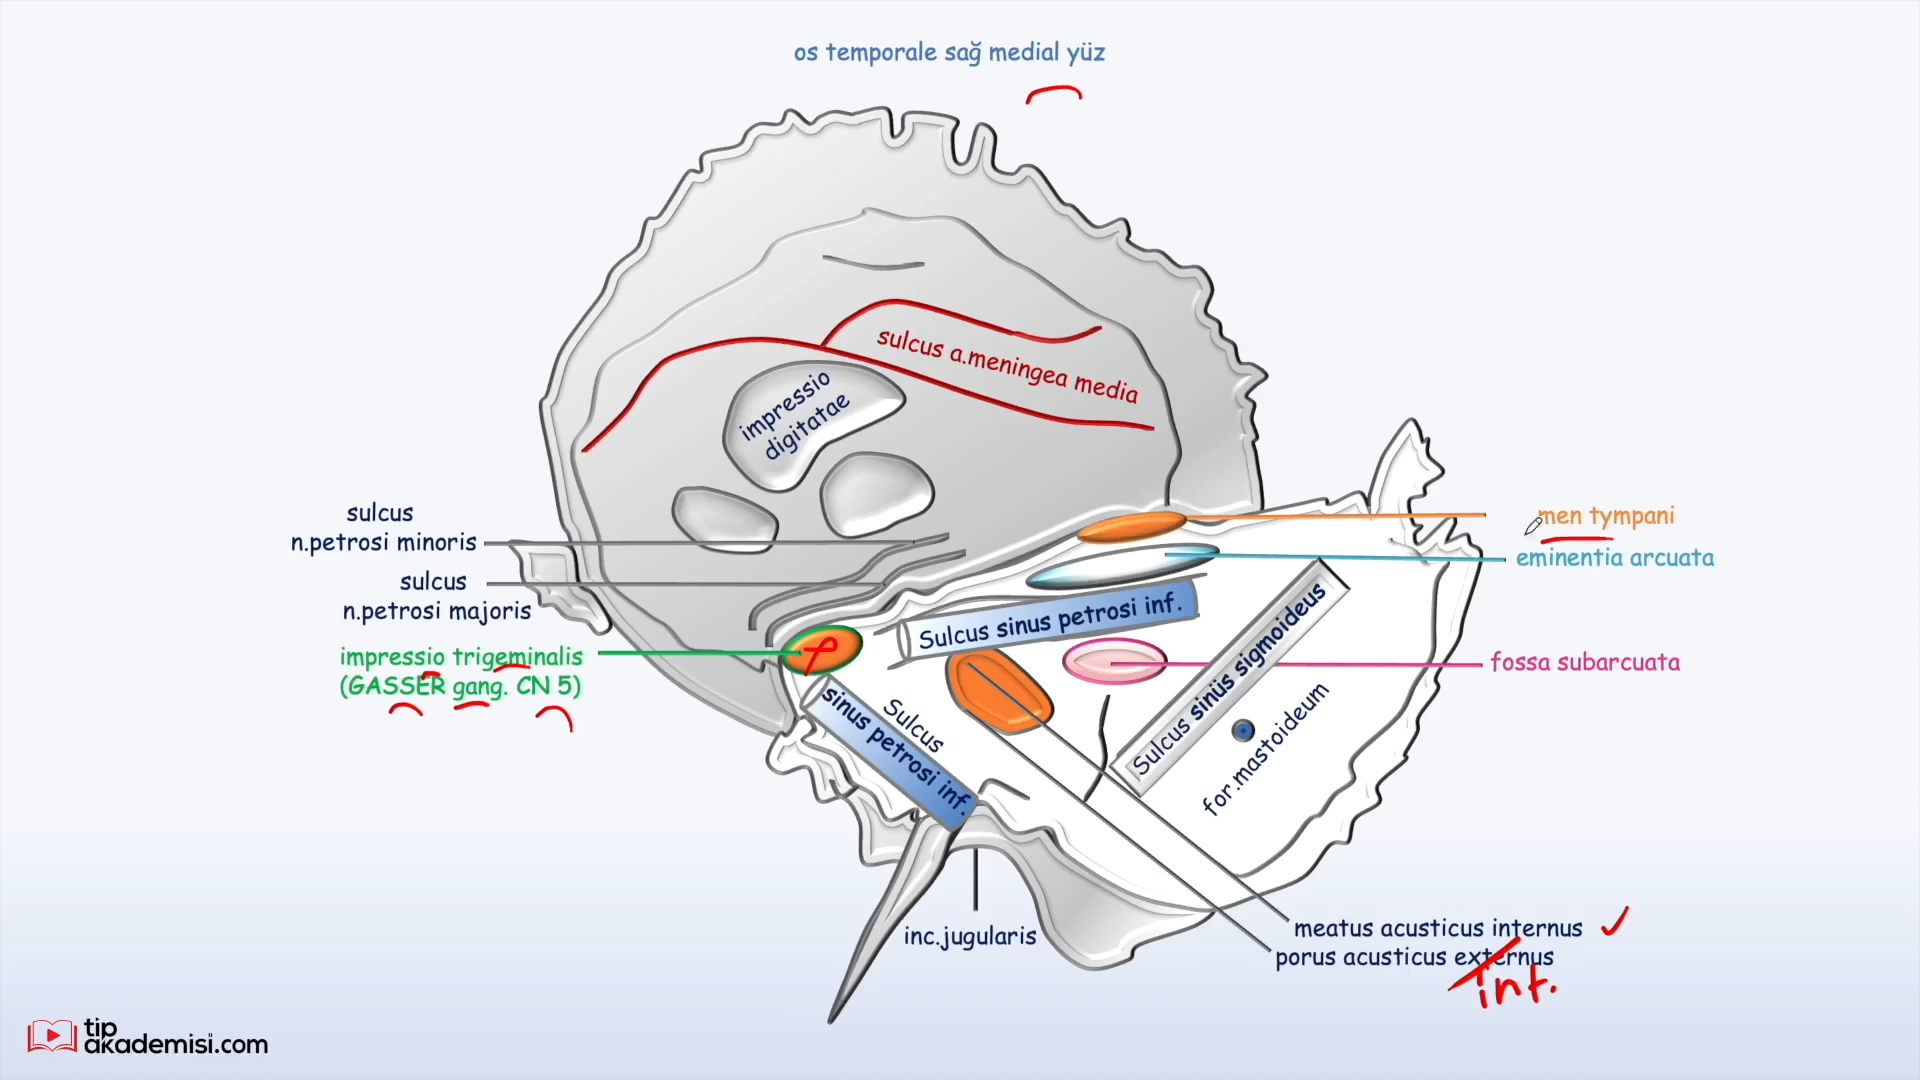 os temporale sağ medial yüz
sulcus a.meningea media
impressio
digitatae
sulcus
n.petrosi minoris
sulcus
n.petrosi majoris
impressio trigeminalis
(GASSER gang. CN 5)
men tympani
eminentia arcuata
Sulcus sinus petrosi inf.
fossa subarcuata
Sulcus sinüs sigmoideus
for.mastoideum
Sulcus
sinus petrosi inf.
inc.jugularis
meatus acusticus internus
porus acusticus externus
int.
tip
akademisi.com